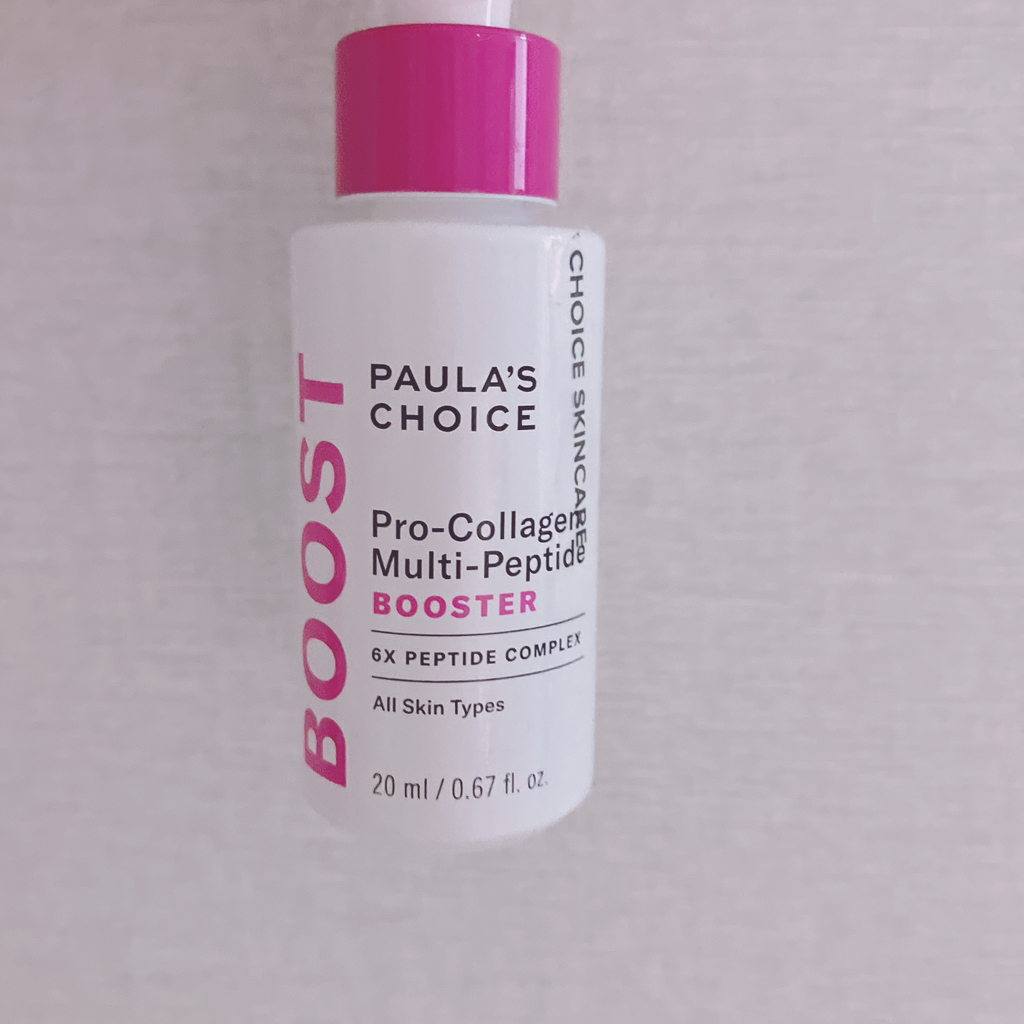 BOOST
PAULA'S
CHOICE
Pro-Collagen
Multi-Peptide
BOOSTER
6X PEPTIDE COMPLEX
All Skin Types
20 ml / 0.67 fl. oz.
CHOICE SKINCARE